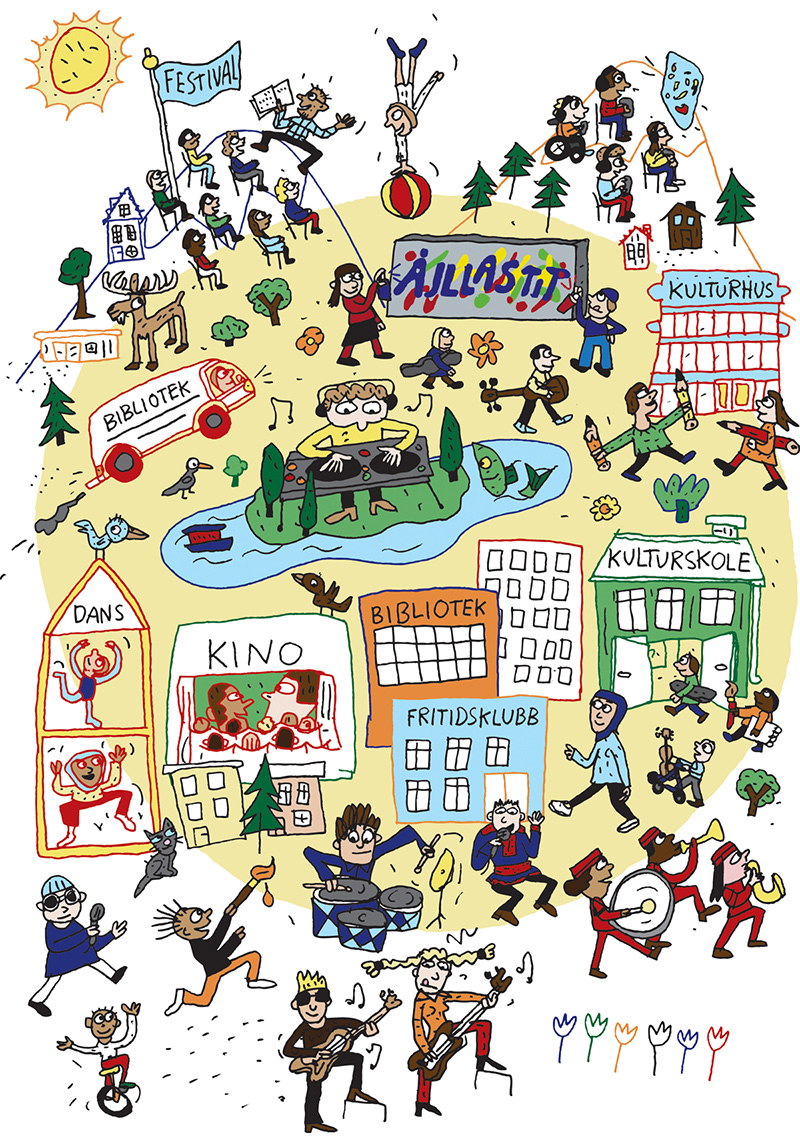 FESTIVAL
ÅJLLASTIT
KULTURHUS
BIBLIOTEK
KULTURSKOLE
DANS
BIBLIOTEK
KINO
FRITIDSKLUBB